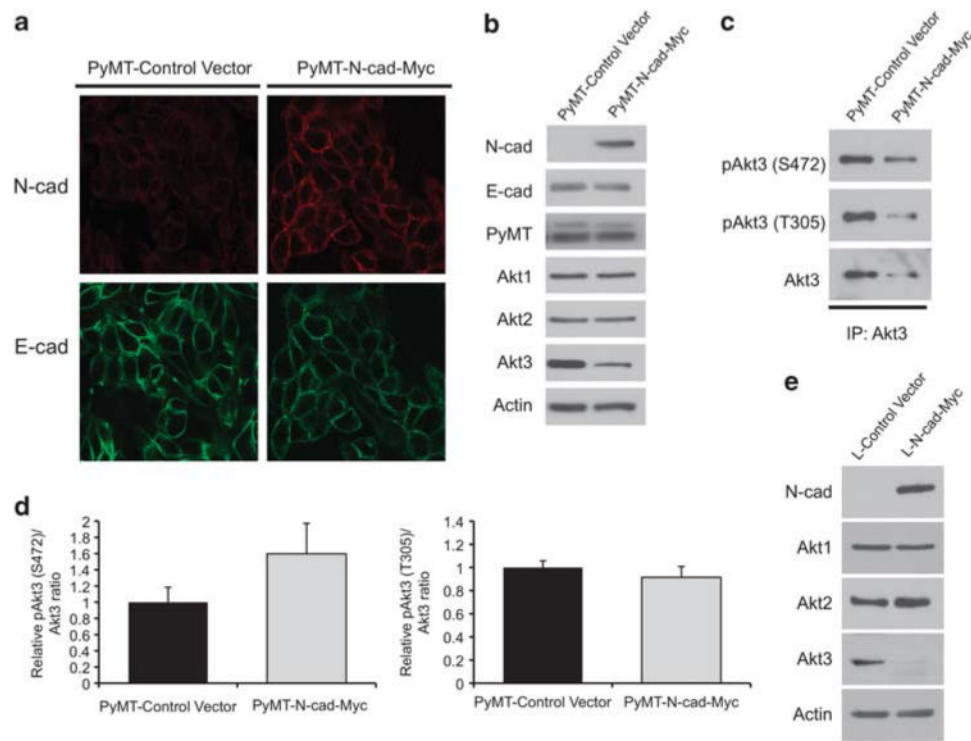 a
PyMT-Control Vector
PyMT-N-cad-Myc
N-cad
E-cad
b
PyMT-Control Vector
PyMT-N-cad-Myc
N-cad
E-cad
PyMT
Akt1
Akt2
Akt3
Actin
c
PyMT-Control Vector
PyMT-N-cad-Myc
pAkt3 (S472)
pAkt3 (T305)
Akt3
IP: Akt3
d
Relative pAkt3 (S472)/
Akt3 ratio
2
1.8
1.6
1.4
1.2
1
0.8
0.6
0.4
0.2
0
PyMT-Control Vector
PyMT-N-cad-Myc
Relative pAkt3 (T305)/
Akt3 ratio
1.4
1.2
1
0.8
0.6
0.4
0.2
0
PyMT-Control Vector
PyMT-N-cad-Myc
e
L-Control Vector
L-N-cad-Myc
N-cad
Akt1
Akt2
Akt3
Actin